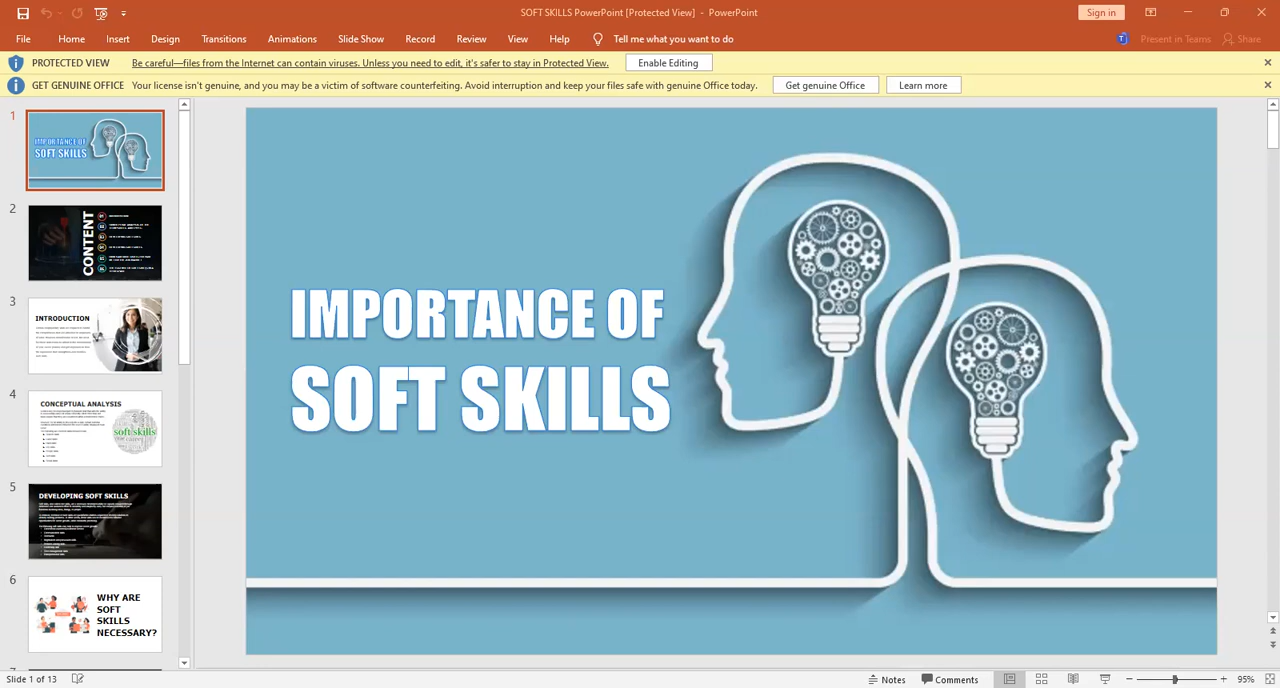 SOFT SKILLS PowerPoint [Protected View] - PowerPoint
Sign in
File Home Insert Design Transitions Animations Slide Show Record Review View Help Tell me what you want to do
Present in Teams Share
PROTECTED VIEW Be careful—files from the Internet can contain viruses. Unless you need to edit, it's safer to stay in Protected View. Enable Editing
GET GENUINE OFFICE Your license isn't genuine, and you may be a victim of software counterfeiting. Avoid interruption and keep your files safe with genuine Office today. Get genuine Office Learn more
1
IMPORTANCE OF
SOFT SKILLS
2
CONTENT
3
INTRODUCTION
4
CONCEPTUAL ANALYSIS
soft skills
career
5
DEVELOPING SOFT SKILLS
6
WHY ARE
SOFT
SKILLS
NECESSARY?
IMPORTANCE OF
SOFT SKILLS
Slide 1 of 13
Notes Comments
95%